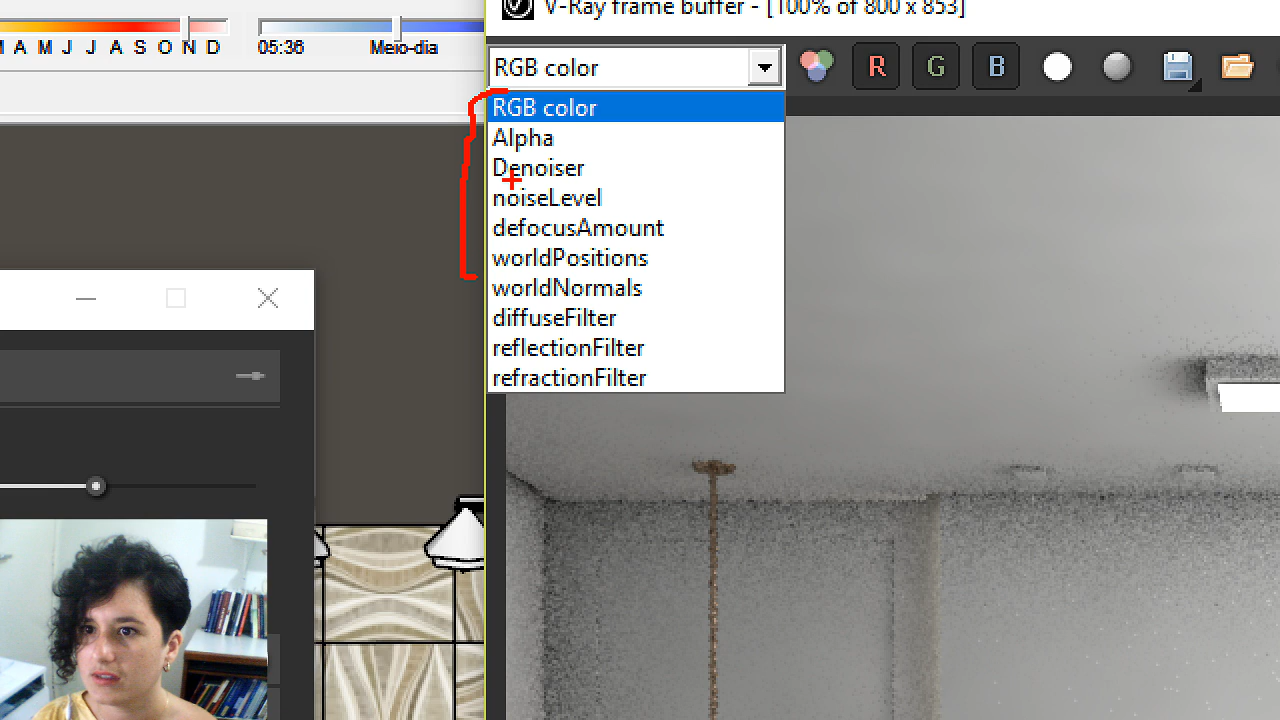 V-Ray frame buffer - [100% of 800 x 853]
A M J J A S O N D
05:36 Meio-dia
RGB color
R G B
RGB color
Alpha
Denoiser
noiseLevel
defocusAmount
worldPositions
worldNormals
diffuseFilter
reflectionFilter
refractionFilter